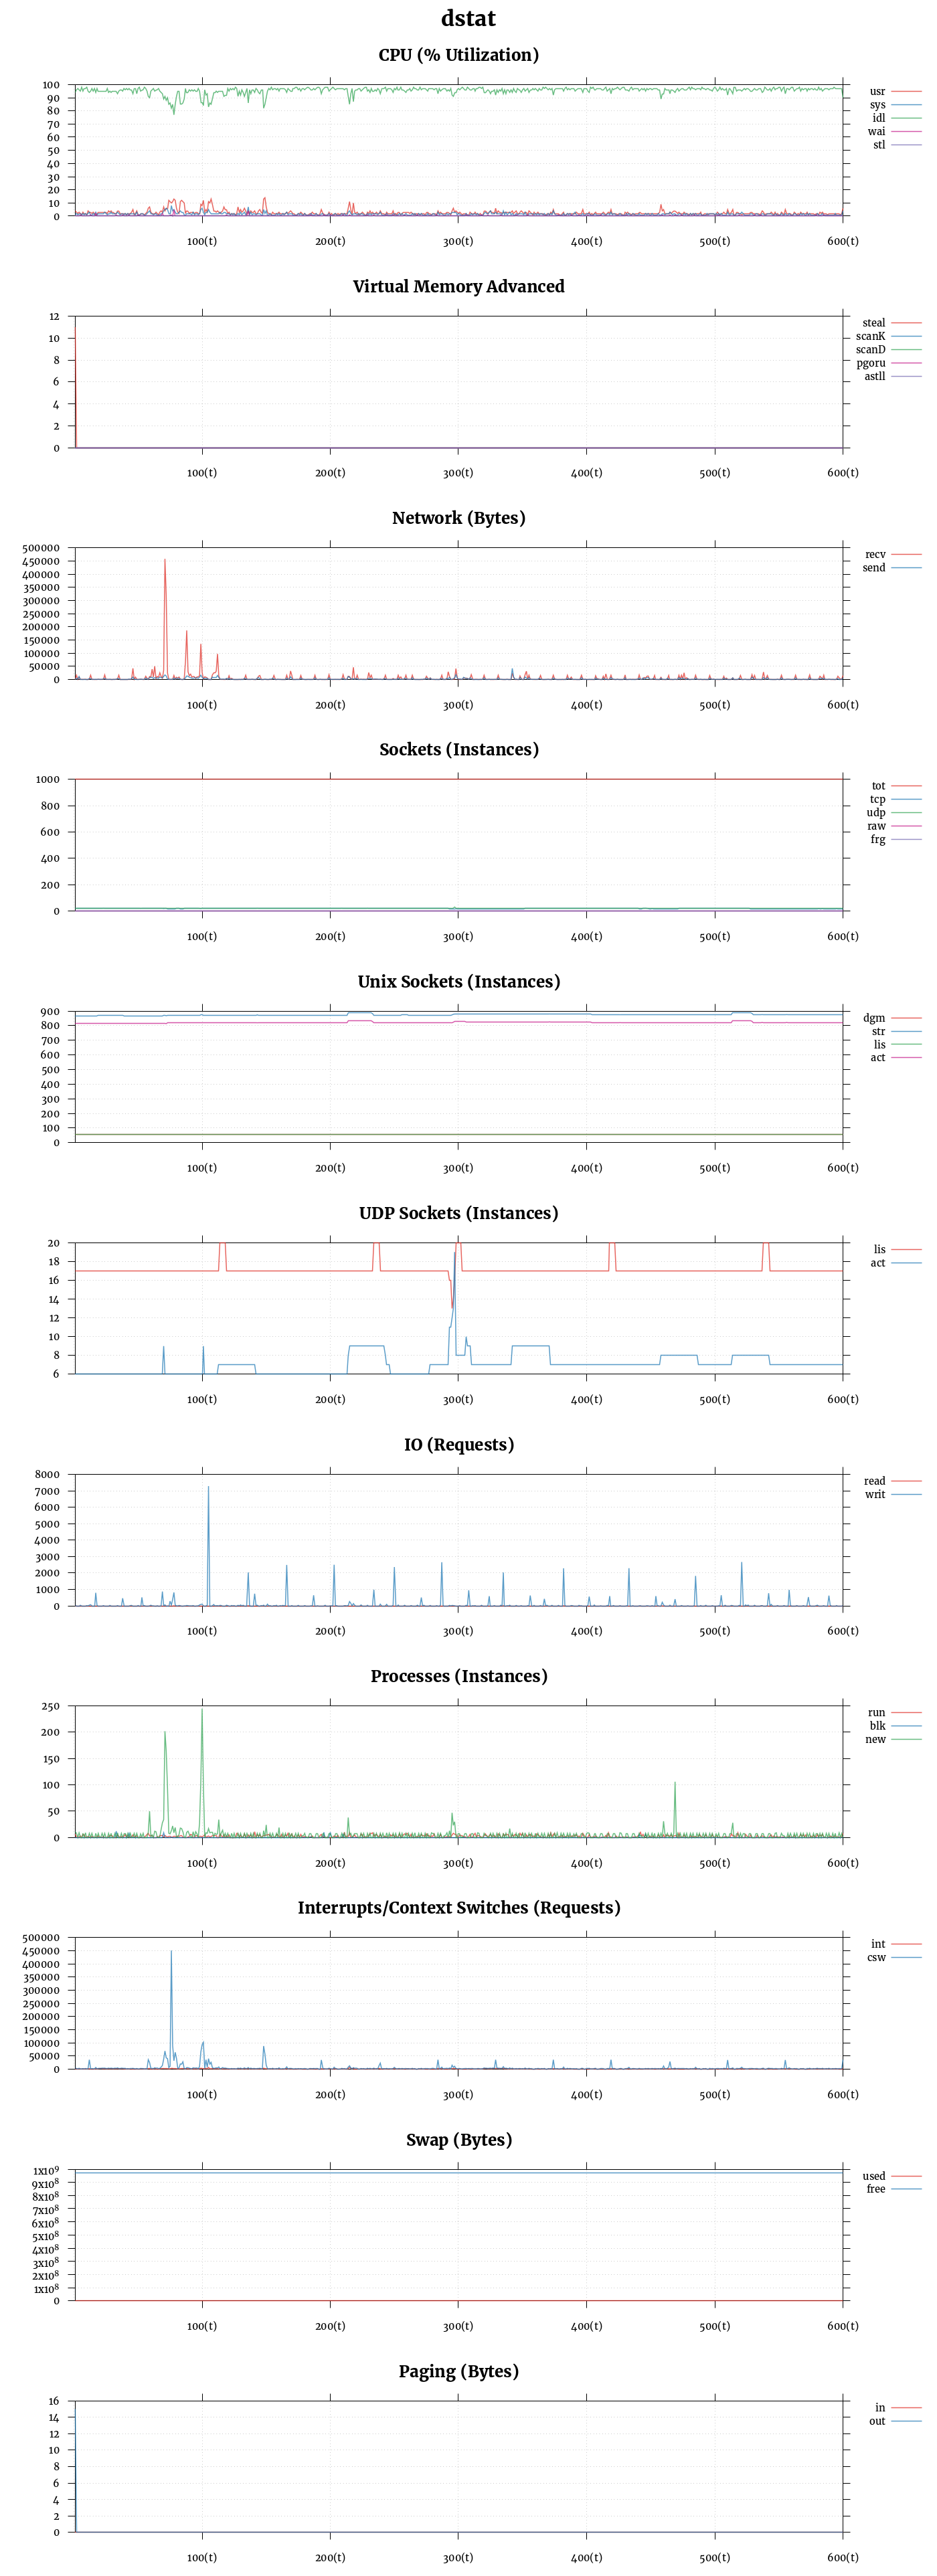 dstat
CPU (% Utilization)
100
90
80
70
60
50
40
30
20
10
0
100(t) 200(t) 300(t) 400(t) 500(t) 600(t)
usr
sys
idl
wai
stl
Virtual Memory Advanced
12
10
8
6
4
2
0
100(t) 200(t) 300(t) 400(t) 500(t) 600(t)
steal
scanK
scanD
pgoru
astll
Network (Bytes)
500000
450000
400000
350000
300000
250000
200000
150000
100000
50000
0
100(t) 200(t) 300(t) 400(t) 500(t) 600(t)
recv
send
Sockets (Instances)
1000
800
600
400
200
0
100(t) 200(t) 300(t) 400(t) 500(t) 600(t)
tot
tcp
udp
raw
frg
Unix Sockets (Instances)
900
800
700
600
500
400
300
200
100
0
100(t) 200(t) 300(t) 400(t) 500(t) 600(t)
dgm
str
lis
act
UDP Sockets (Instances)
20
18
16
14
12
10
8
6
100(t) 200(t) 300(t) 400(t) 500(t) 600(t)
lis
act
IO (Requests)
8000
7000
6000
5000
4000
3000
2000
1000
0
100(t) 200(t) 300(t) 400(t) 500(t) 600(t)
read
writ
Processes (Instances)
250
200
150
100
50
0
100(t) 200(t) 300(t) 400(t) 500(t) 600(t)
run
blk
new
Interrupts/Context Switches (Requests)
500000
450000
400000
350000
300000
250000
200000
150000
100000
50000
0
100(t) 200(t) 300(t) 400(t) 500(t) 600(t)
int
csw
Swap (Bytes)
1x10⁹
9x10⁸
8x10⁸
7x10⁸
6x10⁸
5x10⁸
4x10⁸
3x10⁸
2x10⁸
1x10⁸
0
100(t) 200(t) 300(t) 400(t) 500(t) 600(t)
used
free
Paging (Bytes)
16
14
12
10
8
6
4
2
0
100(t) 200(t) 300(t) 400(t) 500(t) 600(t)
in
out